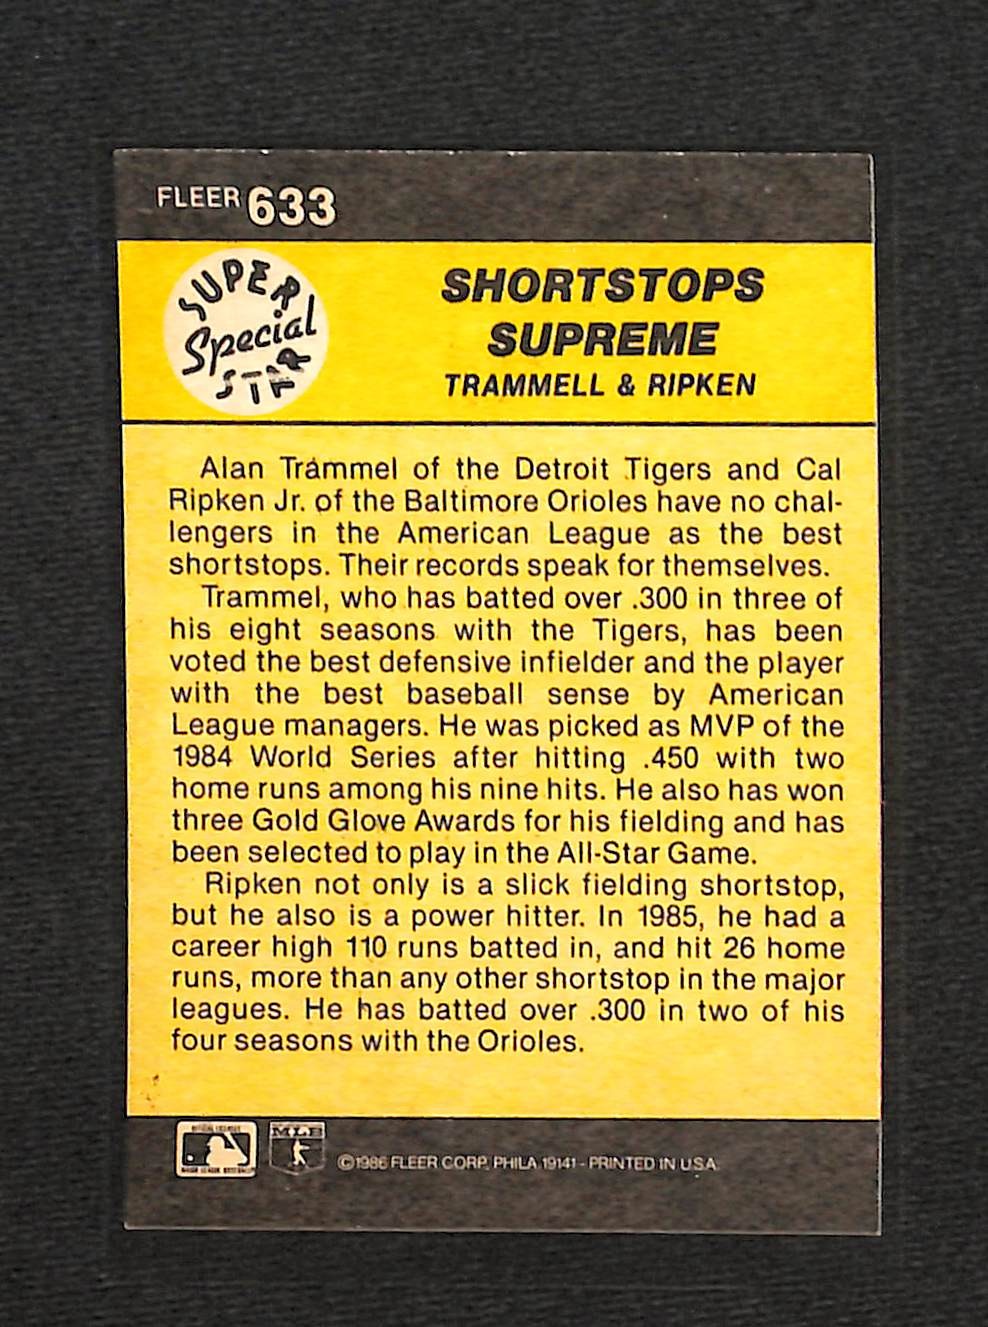 FLEER 633
SUPER
Special
STAR
SHORTSTOPS
SUPREME
TRAMMELL & RIPKEN
Alan Trammel of the Detroit Tigers and Cal
Ripken Jr. of the Baltimore Orioles have no chal-
lengers in the American League as the best
shortstops. Their records speak for themselves.
Trammel, who has batted over .300 in three of
his eight seasons with the Tigers, has been
voted the best defensive infielder and the player
with the best baseball sense by American
League managers. He was picked as MVP of the
1984 World Series after hitting .450 with two
home runs among his nine hits. He also has won
three Gold Glove Awards for his fielding and has
been selected to play in the All-Star Game.
Ripken not only is a slick fielding shortstop,
but he also is a power hitter. In 1985, he had a
career high 110 runs batted in, and hit 26 home
runs, more than any other shortstop in the major
leagues. He has batted over .300 in two of his
four seasons with the Orioles.
©1986 FLEER CORP. PHILA 19141 - PRINTED IN U.S.A.